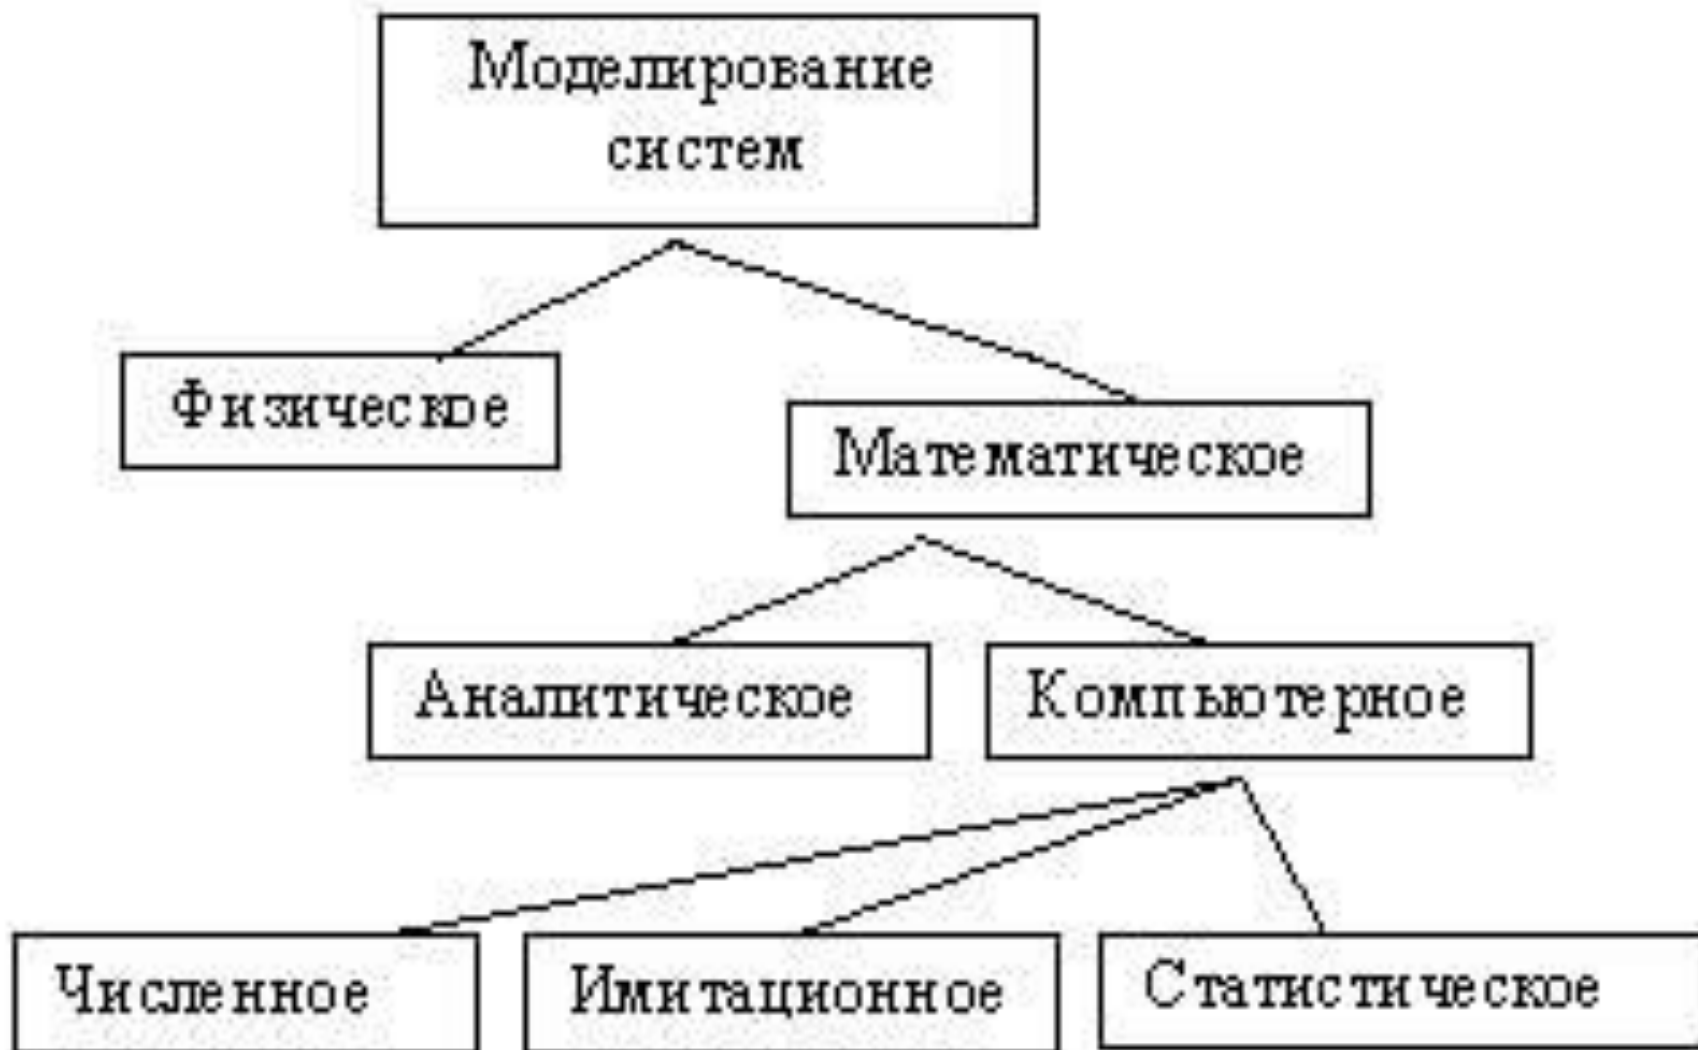 Моделирование
систем
Физическое
Математическое
Аналитическое
Компьютерное
Численное
Имитационное
Статистическое